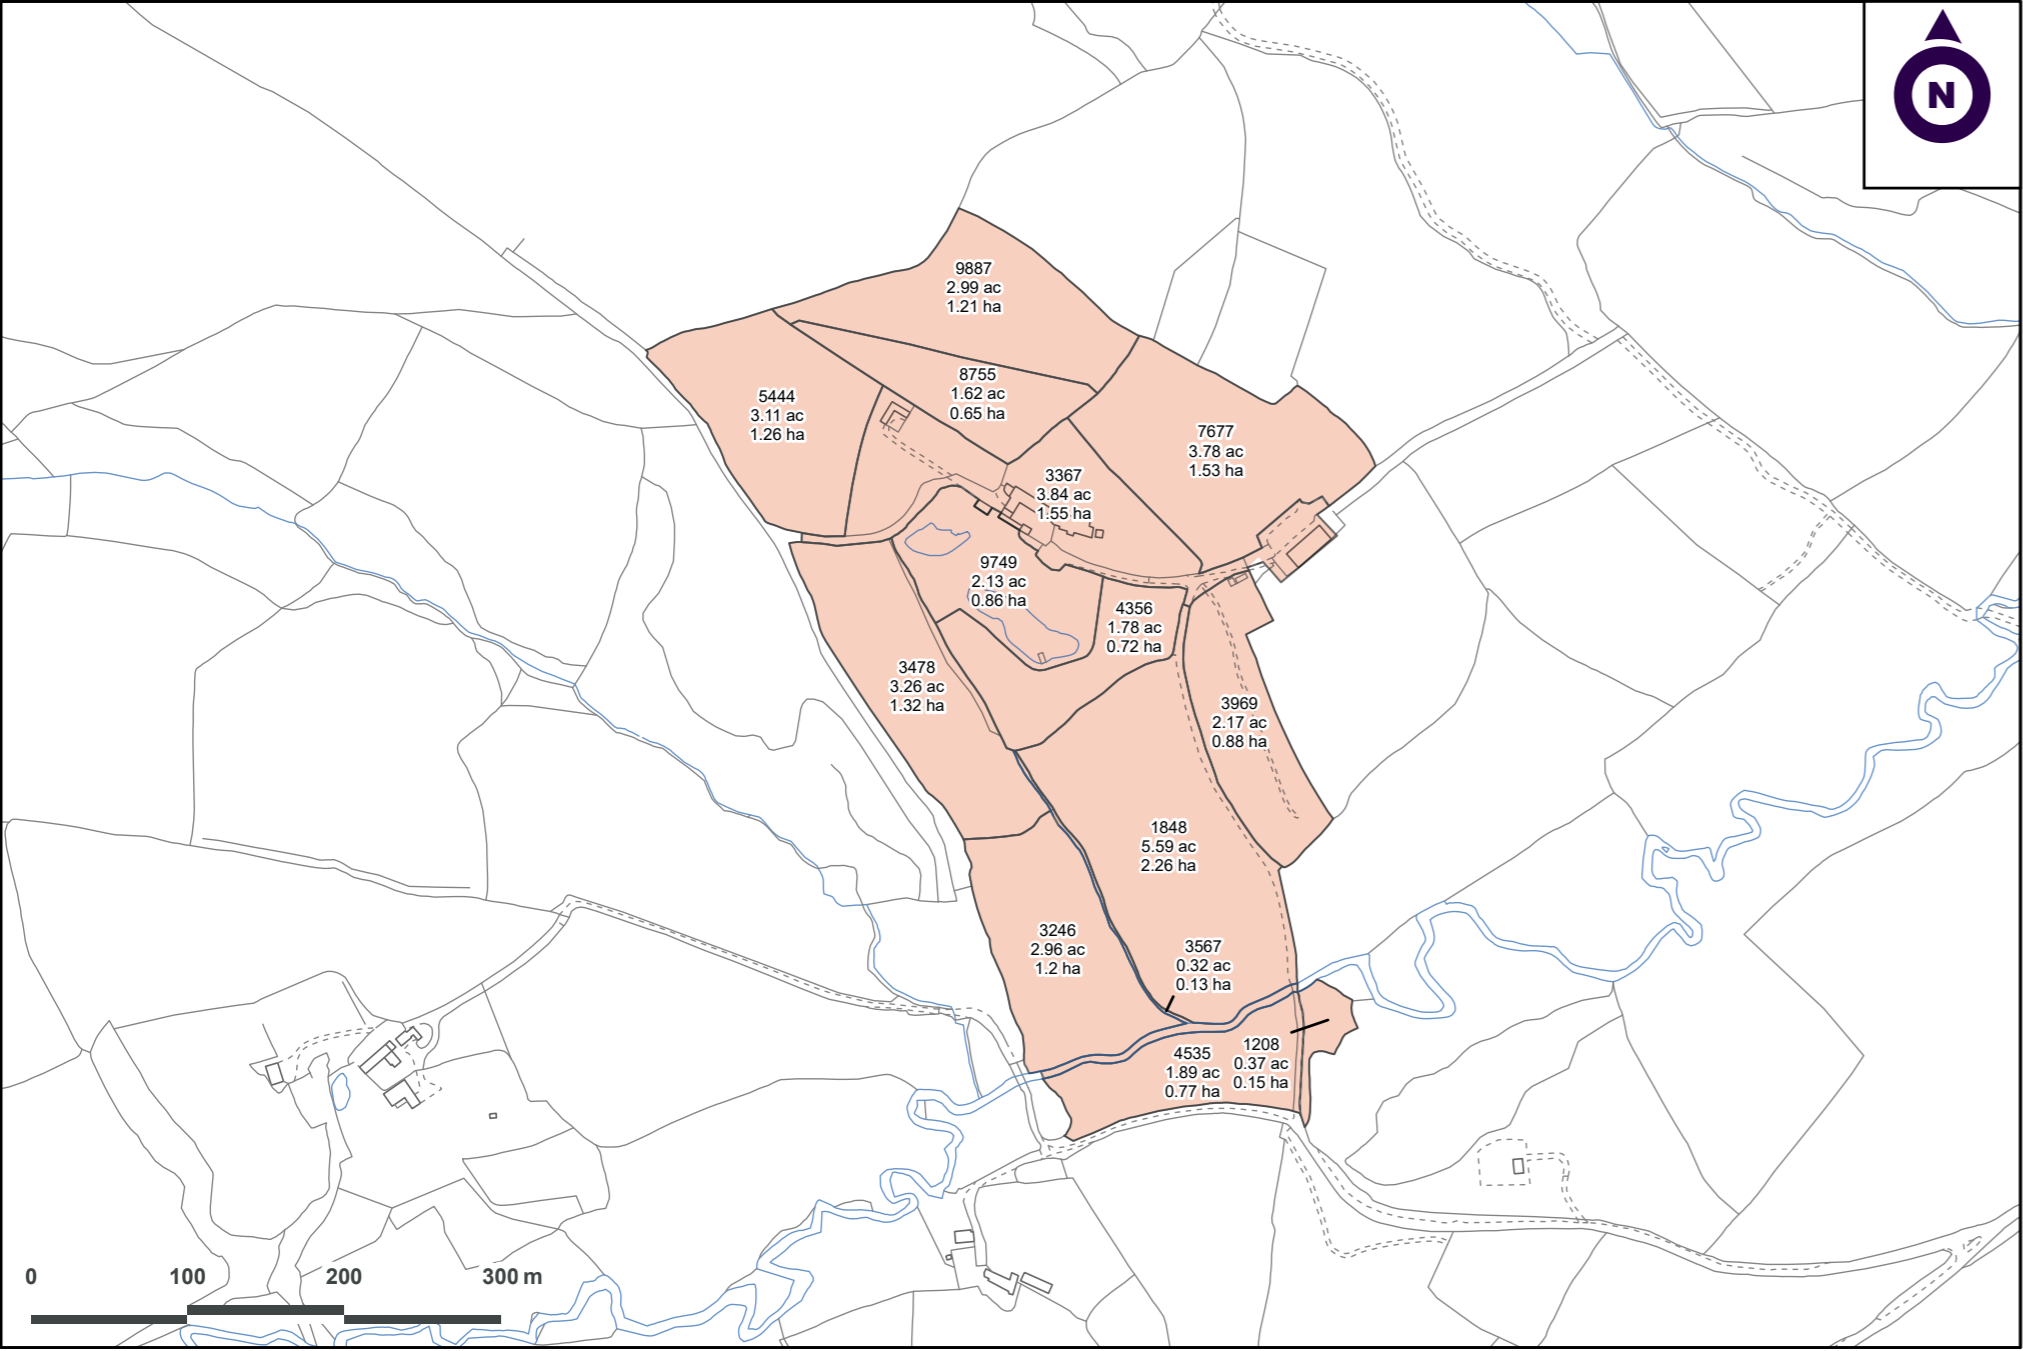 N
9887
2.99 ac
1.21 ha
8755
1.62 ac
0.65 ha
5444
3.11 ac
1.26 ha
7677
3.78 ac
1.53 ha
3367
3.84 ac
1.55 ha
9749
2.13 ac
0.86 ha
4356
1.78 ac
0.72 ha
3478
3.26 ac
1.32 ha
3969
2.17 ac
0.88 ha
1848
5.59 ac
2.26 ha
3246
2.96 ac
1.2 ha
3567
0.32 ac
0.13 ha
4535
1.89 ac
0.77 ha
1208
0.37 ac
0.15 ha
0 100 200 300 m